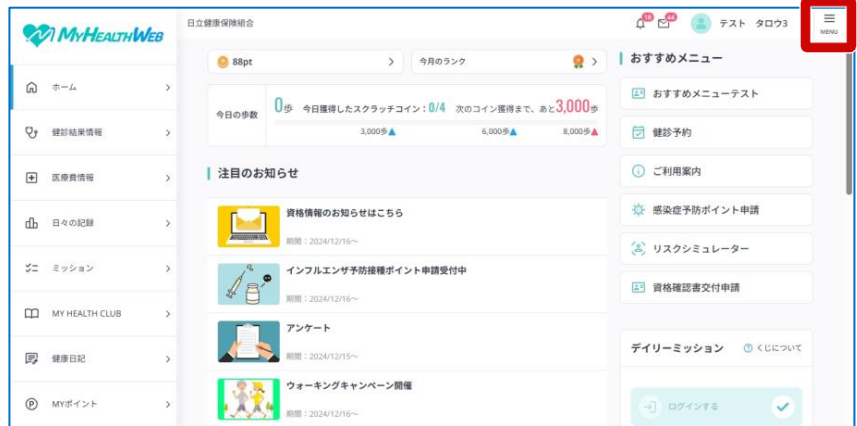 MY HEALTH WEB
日立健康保険組合
18
44
テスト タロウ3
MENU
ホーム
健診結果情報
医療費情報
日々の記録
ミッション
MY HEALTH CLUB
健康日記
P
MYポイント
88pt
今月のランク
今日の歩数
0歩 今日獲得したスクラッチコイン:0/4 次のコイン獲得まで、あと3,000歩
3,000歩▲ 6,000歩▲ 8,000歩▲
注目のお知らせ
資格情報のお知らせはこちら
期間:2024/12/16〜
インフルエンザ予防接種ポイント申請受付中
期間:2024/12/16〜
アンケート
期間:2024/12/15〜
ウォーキングキャンペーン開催
期間:2024/12/16〜
おすすめメニュー
おすすめメニューテスト
健診予約
ご利用案内
感染症予防ポイント申請
リスクシミュレーター
資格確認書交付申請
デイリーミッション ? くじについて
ログインする